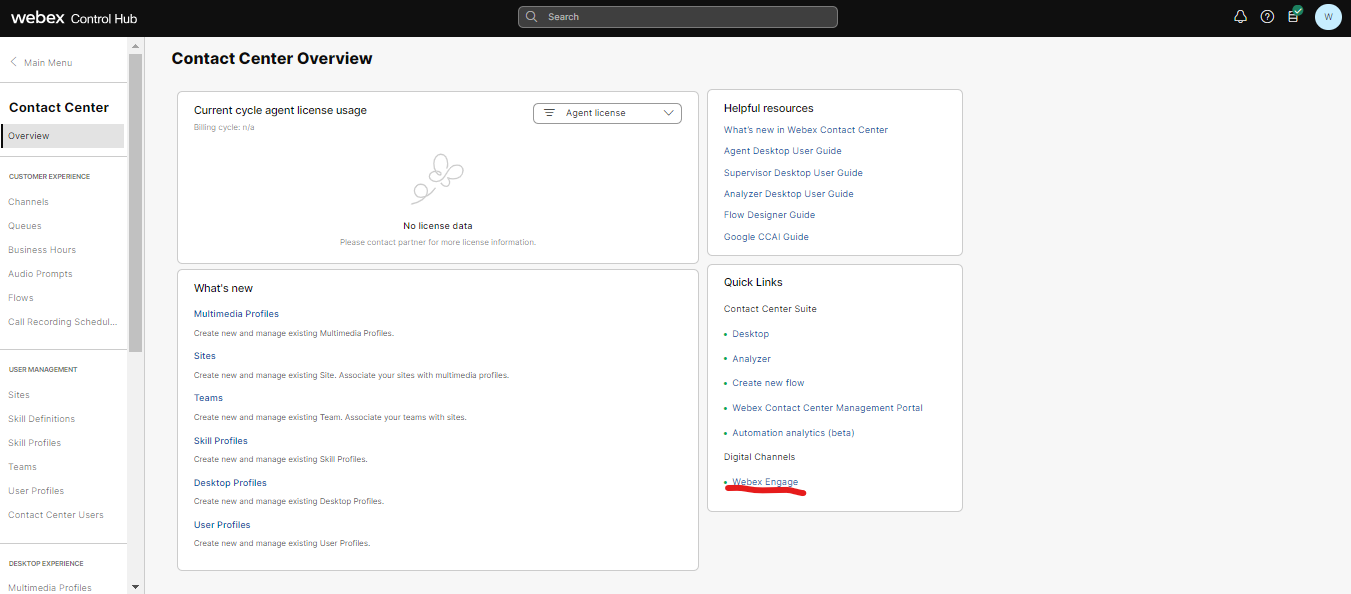 webex Control Hub
Search
W
Main Menu
Contact Center
Overview
CUSTOMER EXPERIENCE
Channels
Queues
Business Hours
Audio Prompts
Flows
Call Recording Schedul...
USER MANAGEMENT
Sites
Skill Definitions
Skill Profiles
Teams
User Profiles
Contact Center Users
DESKTOP EXPERIENCE
Multimedia Profiles
Contact Center Overview
Current cycle agent license usage
Billing cycle: n/a
Agent license
No license data
Please contact partner for more license information.
What's new
Multimedia Profiles
Create new and manage existing Multimedia Profiles.
Sites
Create new and manage existing Site. Associate your sites with multimedia profiles.
Teams
Create new and manage existing Team. Associate your teams with sites.
Skill Profiles
Create new and manage existing Skill Profiles.
Desktop Profiles
Create new and manage existing Desktop Profiles.
User Profiles
Create new and manage existing User Profiles.
Helpful resources
What's new in Webex Contact Center
Agent Desktop User Guide
Supervisor Desktop User Guide
Analyzer Desktop User Guide
Flow Designer Guide
Google CCAI Guide
Quick Links
Contact Center Suite
Desktop
Analyzer
Create new flow
Webex Contact Center Management Portal
Automation analytics (beta)
Digital Channels
Webex Engage